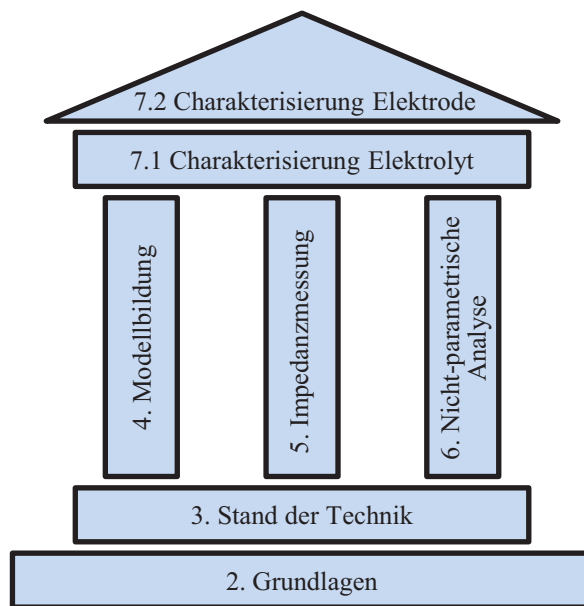 7.2 Charakterisierung Elektrode
7.1 Charakterisierung Elektrolyt
4. Modellbildung
5. Impedanzmessung
6. Nicht-parametrische
Analyse
3. Stand der Technik
2. Grundlagen